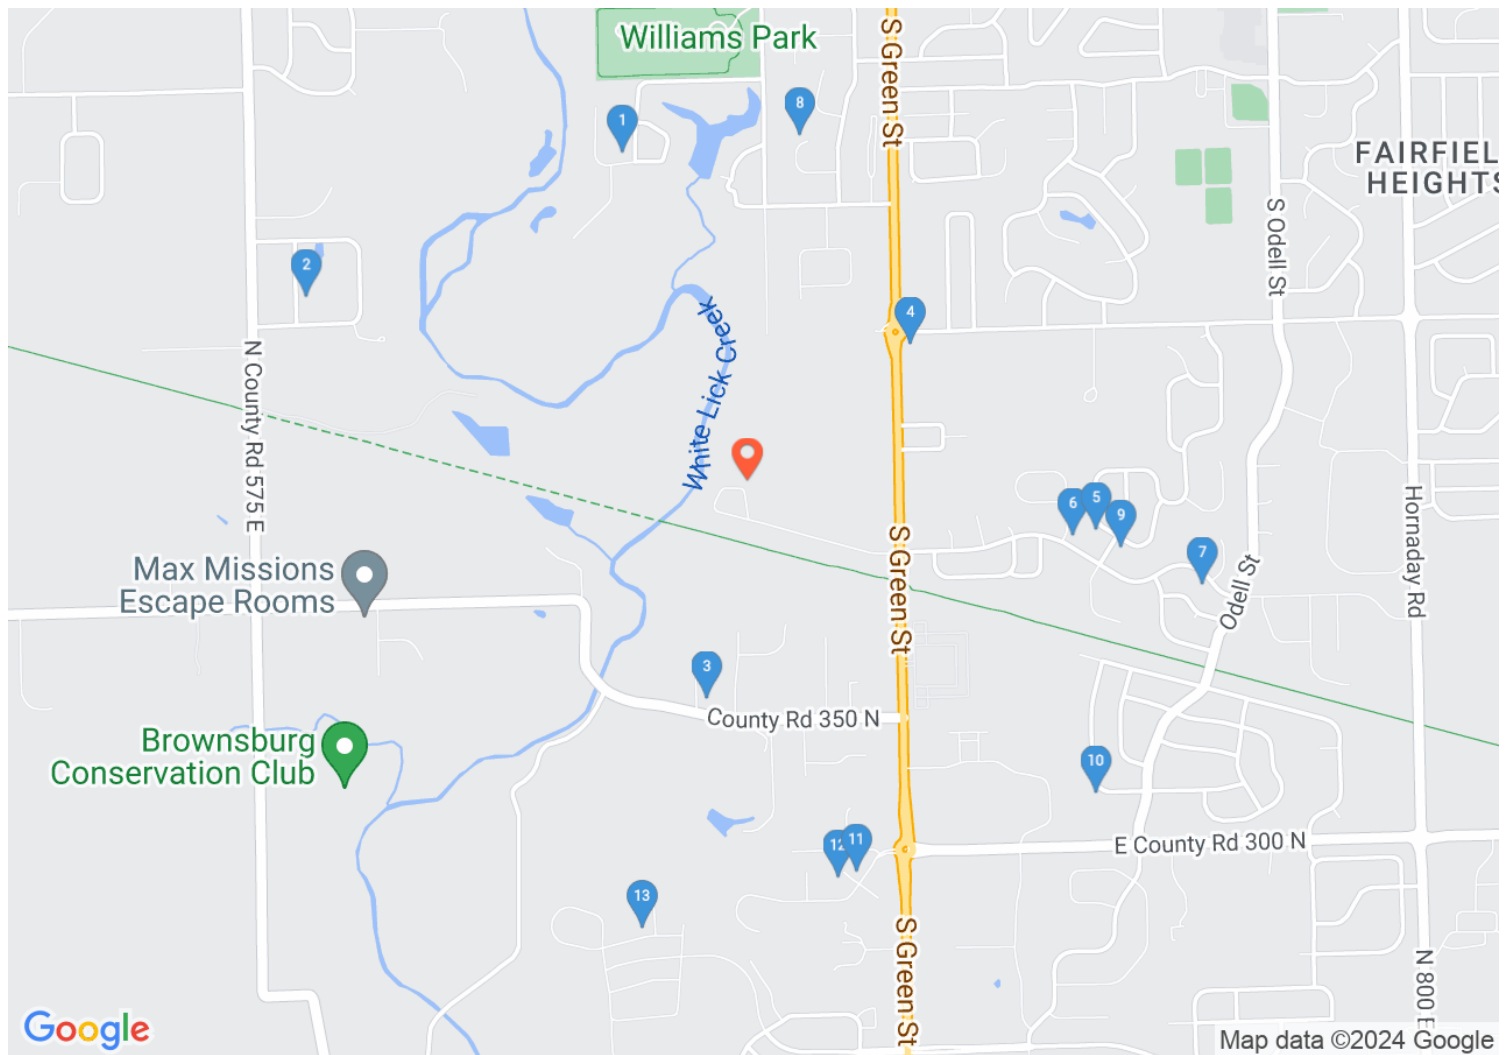 Williams Park
S Green St
1
8
FAIRFIEL
HEIGHTS
S Odell St
2
4
White Lick Creek
N County Rd 575 E
6
5
9
7
Hornaday Rd
S Green St
Max Missions
Escape Rooms
Odell St
3
County Rd 350 N
Brownsburg
Conservation Club
10
12
11
E County Rd 300 N
13
S Green St
N 800 E
Google
Map data ©2024 Google